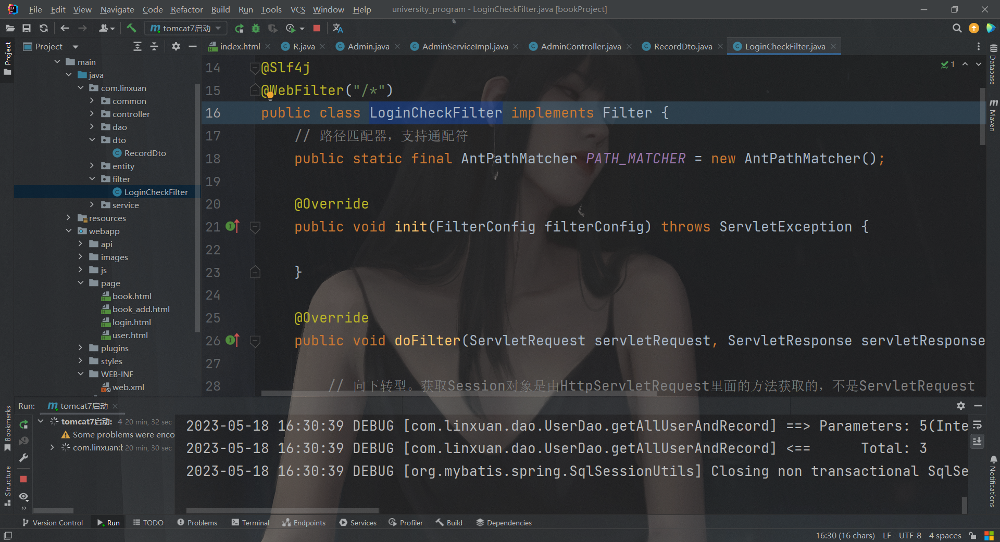 File Edit View Navigate Code Refactor Build Run Tools VCS Window Help university_program - LoginCheckFilter.java [bookProject]
tomcat7启动
Project
index.html R.java Admin.java AdminServiceImpl.java AdminController.java RecordDto.java LoginCheckFilter.java
Project
Database
Maven
main
java
com.linxuan
common
controller
dao
dto
RecordDto
entity
filter
LoginCheckFilter
service
resources
webapp
api
images
js
page
book.html
book_add.html
login.html
user.html
plugins
styles
WEB-INF
web.xml
1
14 @Slf4j
15 @WebFilter("/*")
16 public class LoginCheckFilter implements Filter {
17 // 路径匹配器，支持通配符
18 public static final AntPathMatcher PATH_MATCHER = new AntPathMatcher();
19
20 @Override
21 public void init(FilterConfig filterConfig) throws ServletException {
22
23 }
24
25 @Override
26 public void doFilter(ServletRequest servletRequest, ServletResponse servletResponse
27
28 // 向下转型。获取Session对象是由HttpServletRequest里面的方法获取的，不是ServletRequest
Run: tomcat7启动
Bookmarks
Structure
Notifications
tomcat7启动: 4 20 min, 32 sec
Some problems were enco
com.linxuan:b 20 min, 30 sec
2023-05-18 16:30:39 DEBUG [com.linxuan.dao.UserDao.getAllUserAndRecord] ==> Parameters: 5(Inte
2023-05-18 16:30:39 DEBUG [com.linxuan.dao.UserDao.getAllUserAndRecord] <== Total: 3
2023-05-18 16:30:39 DEBUG [org.mybatis.spring.SqlSessionUtils] Closing non transactional SqlSe
Version Control Run TODO Problems Terminal Endpoints Services Profiler Build Dependencies
16:30 (16 chars) LF UTF-8 4 spaces